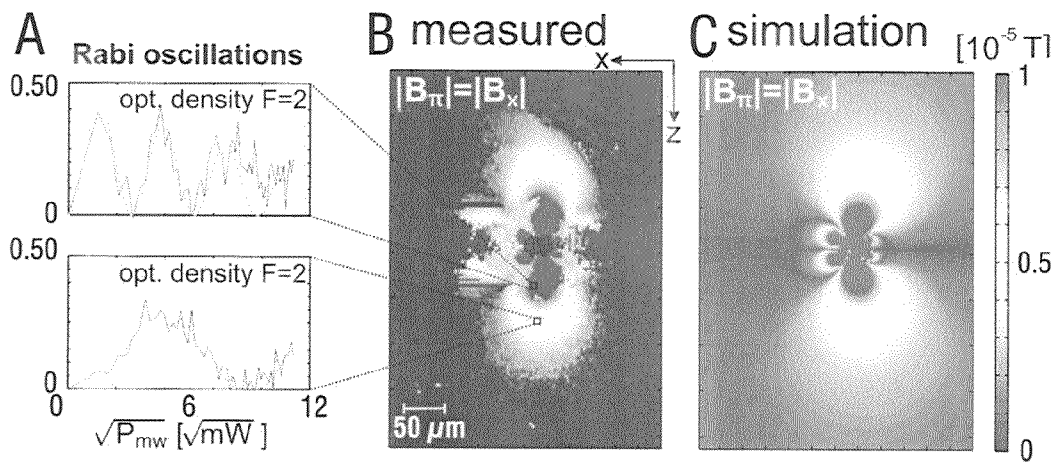 A
Rabi oscillations
0.50
opt. density F=2
0
0.50
opt. density F=2
0
0 6 12
√P_mw [√mW ]
B measured
x
z
|B_π|=|B_x|
50 μm
C simulation
|B_π|=|B_x|
[10⁻⁵ T]
1
0.5
0